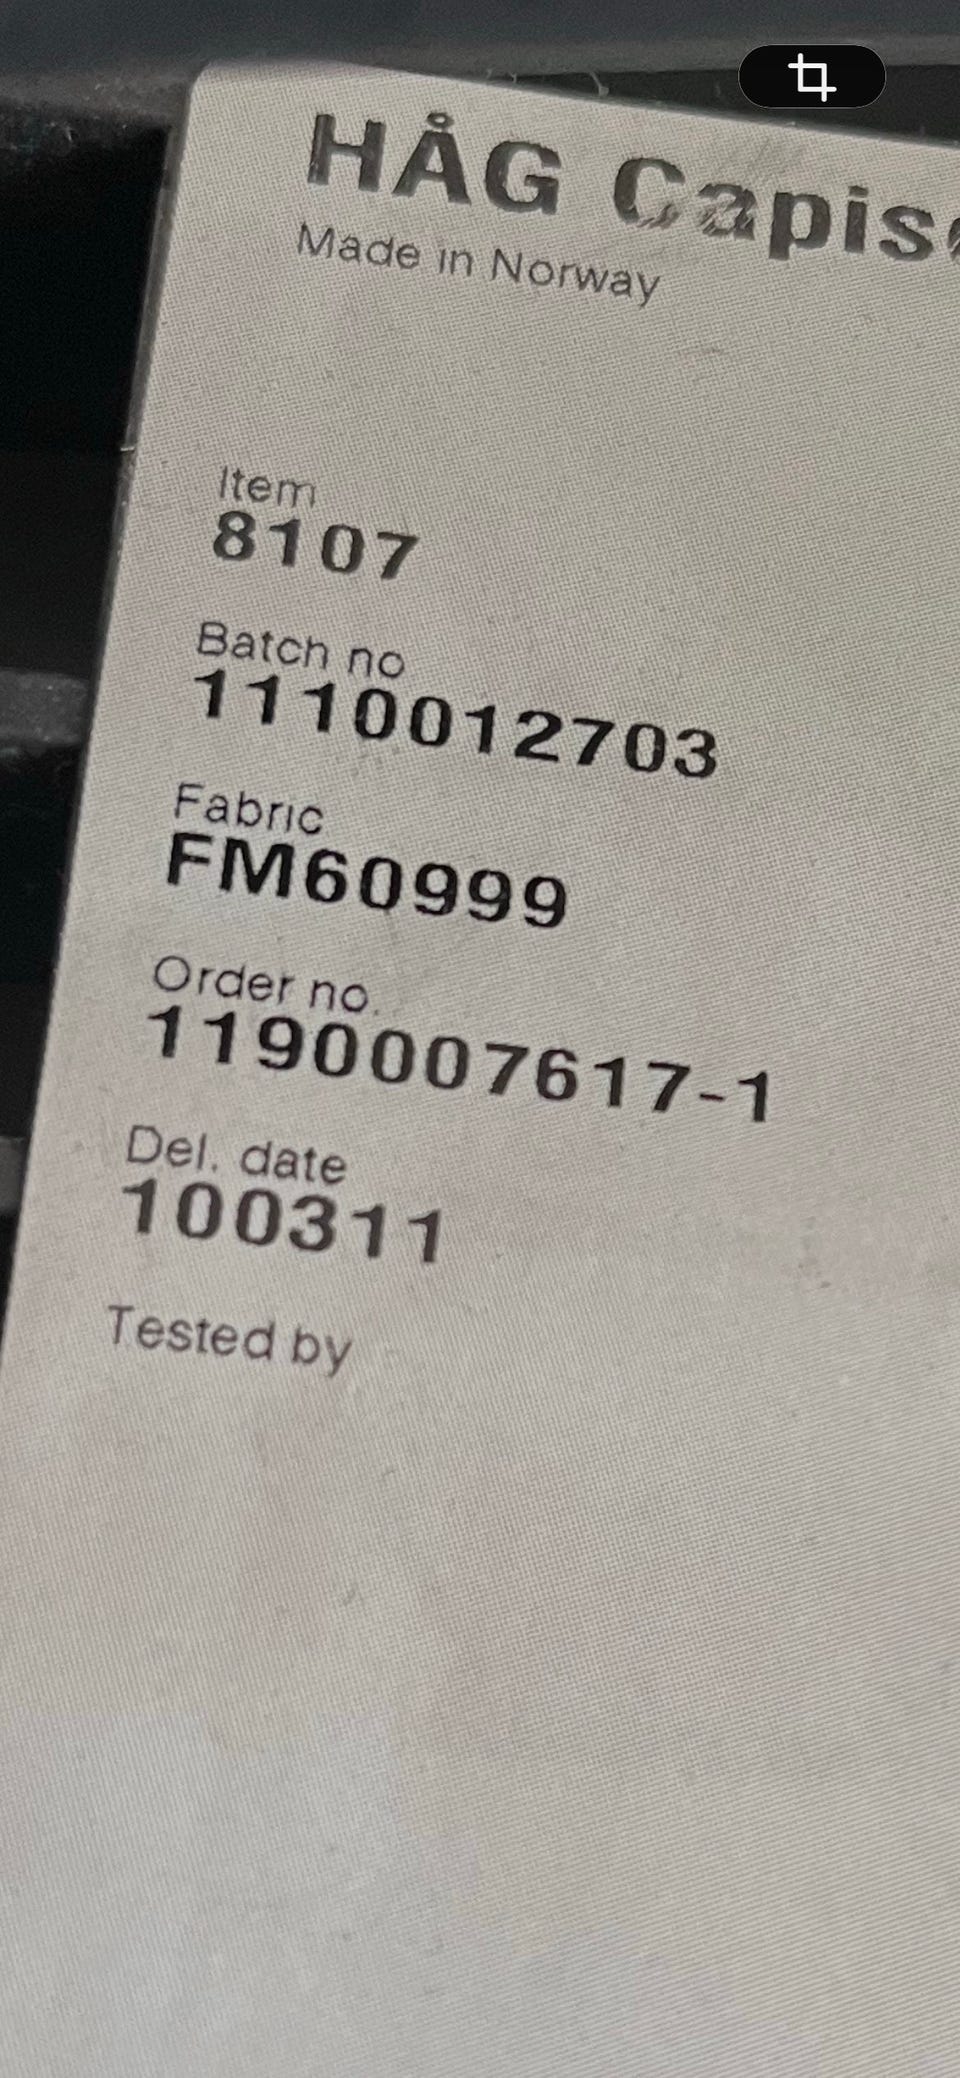 HÅG Capis
Made in Norway
Item
8107
Batch no
1110012703
Fabric
FM60999
Order no.
1190007617-1
Del. date
100311
Tested by